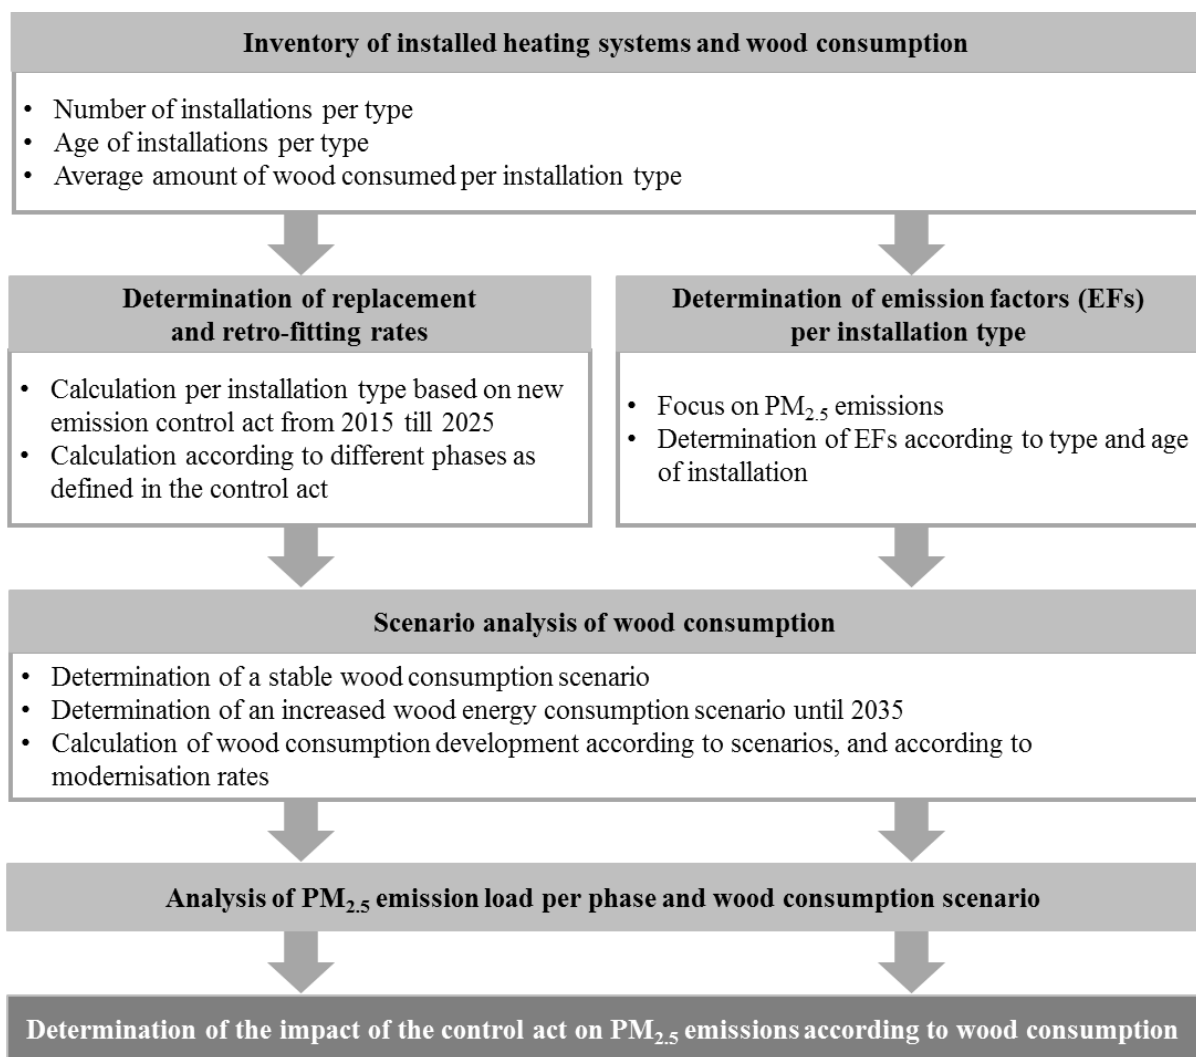 Inventory of installed heating systems and wood consumption
• Number of installations per type
• Age of installations per type
• Average amount of wood consumed per installation type
Determination of replacement
and retro-fitting rates
• Calculation per installation type based on new
emission control act from 2015 till 2025
• Calculation according to different phases as
defined in the control act
Determination of emission factors (EFs)
per installation type
• Focus on PM2.5 emissions
• Determination of EFs according to type and age
of installation
Scenario analysis of wood consumption
• Determination of a stable wood consumption scenario
• Determination of an increased wood energy consumption scenario until 2035
• Calculation of wood consumption development according to scenarios, and according to
modernisation rates
Analysis of PM2.5 emission load per phase and wood consumption scenario
Determination of the impact of the control act on PM2.5 emissions according to wood consumption